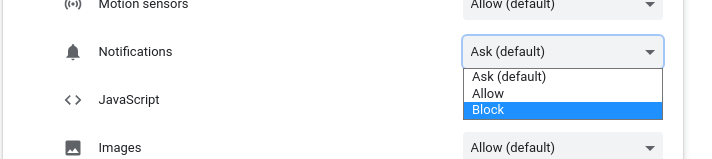 Motion sensors Allow (default)
Notifications Ask (default)
Ask (default)
Allow
JavaScript
Block
Images Allow (default)